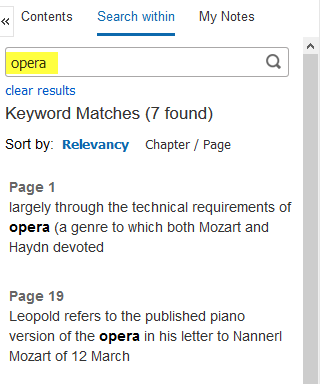 « Contents Search within My Notes
opera
clear results
Keyword Matches (7 found)
Sort by: Relevancy Chapter / Page
Page 1
largely through the technical requirements of
opera (a genre to which both Mozart and
Haydn devoted
Page 19
Leopold refers to the published piano
version of the opera in his letter to Nannerl
Mozart of 12 March